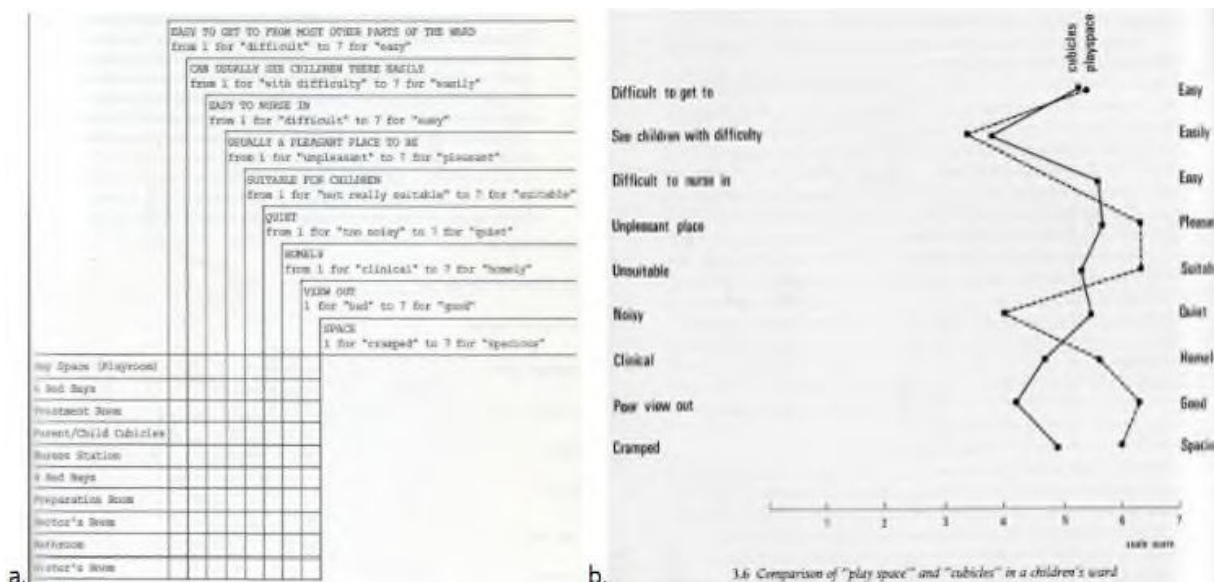 EASY TO GET TO FROM MOST OTHER PARTS OF THE WARD
from 1 for "difficult" to 7 for "easy"
CAN USUALLY SEE CHILDREN THERE EASILY
from 1 for "with difficulty" to 7 for "easily"
EASY TO NURSE IN
from 1 for "difficult" to 7 for "easy"
USUALLY A PLEASANT PLACE TO BE
from 1 for "unpleasant" to 7 for "pleasant"
SUITABLE FOR CHILDREN
from 1 for "not really suitable" to 7 for "suitable"
QUIET
from 1 for "too noisy" to 7 for "quiet"
HOMELY
from 1 for "clinical" to 7 for "homely"
VIEW OUT
1 for "bad" to 7 for "good"
SPACE
1 for "cramped" to 7 for "spacious"
Space (Playroom)
Bed Bays
Treatment Room
Parent/Child Cubicles
Nurses Station
Bed Bays
Preparation Room
Doctor's Room
Bathroom
Room
a.
cubicles
playspace
Difficult to get to Easy
See children with difficulty Easily
Difficult to nurse in Easy
Unpleasant place Please
Unsuitable Suitab
Noisy Quiet
Clinical Homel
Poor view out Good
Cramped Spacio
1 2 3 4 5 6 7
scale score
b.
3.6 Comparison of "play space" and "cubicles" in a children's ward